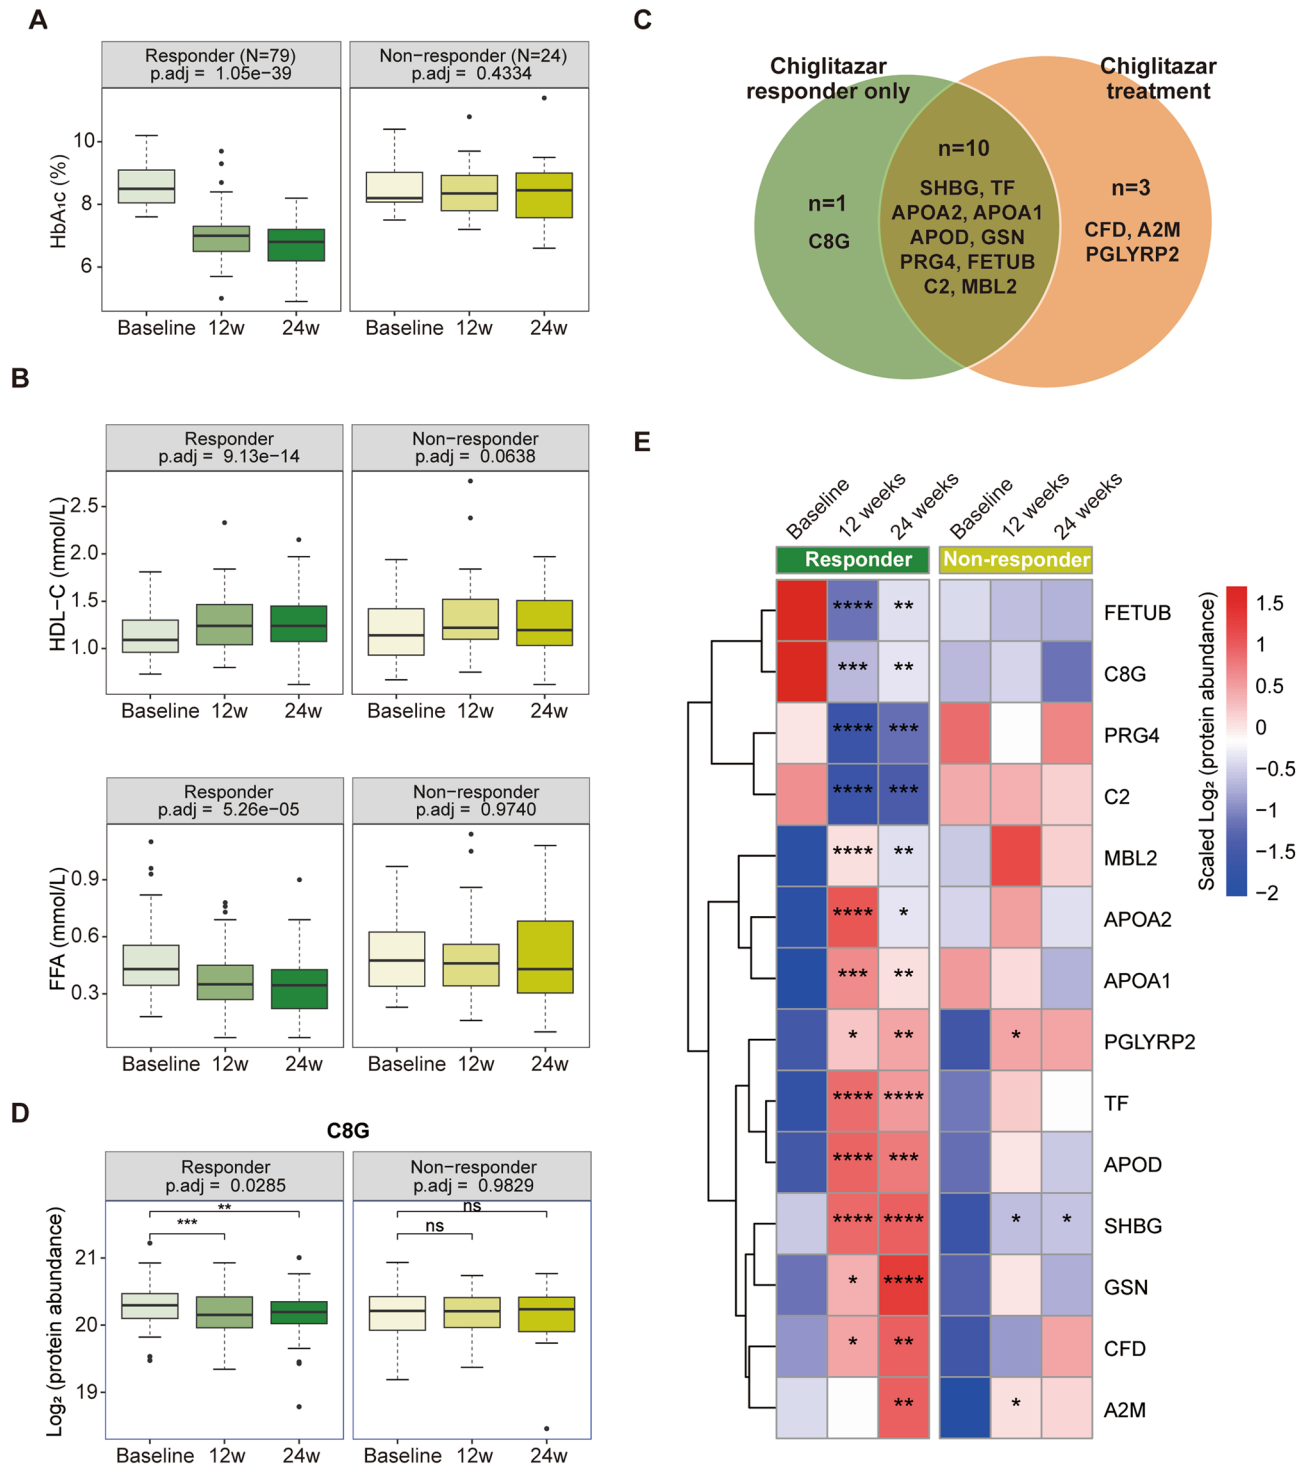 A
Responder (N=79)
p.adj = 1.05e−39
Non−responder (N=24)
p.adj = 0.4334
HbA₁c (%)
10
8
6
Baseline 12w 24w
Baseline 12w 24w
B
Responder
p.adj = 9.13e−14
Non−responder
p.adj = 0.0638
HDL−C (mmol/L)
2.5
2.0
1.5
1.0
Baseline 12w 24w
Baseline 12w 24w
Responder
p.adj = 5.26e−05
Non−responder
p.adj = 0.9740
FFA (mmol/L)
0.9
0.6
0.3
Baseline 12w 24w
Baseline 12w 24w
C
Chiglitazar
responder only
Chiglitazar
treatment
n=1
C8G
n=10
SHBG, TF
APOA2, APOA1
APOD, GSN
PRG4, FETUB
C2, MBL2
n=3
CFD, A2M
PGLYRP2
D
C8G
Responder
p.adj = 0.0285
Non−responder
p.adj = 0.9829
Log₂ (protein abundance)
21
20
19
**
***
ns
ns
Baseline 12w 24w
Baseline 12w 24w
E
Baseline 12 weeks 24 weeks Baseline 12 weeks 24 weeks
Responder Non-responder
**** ** FETUB
*** ** C8G
**** *** PRG4
**** *** C2
**** ** MBL2
**** * APOA2
*** ** APOA1
* ** * PGLYRP2
**** **** TF
**** *** APOD
**** **** * * SHBG
* **** GSN
* ** CFD
** * A2M
Scaled Log₂ (protein abundance)
1.5
1
0.5
0
−0.5
−1
−1.5
−2